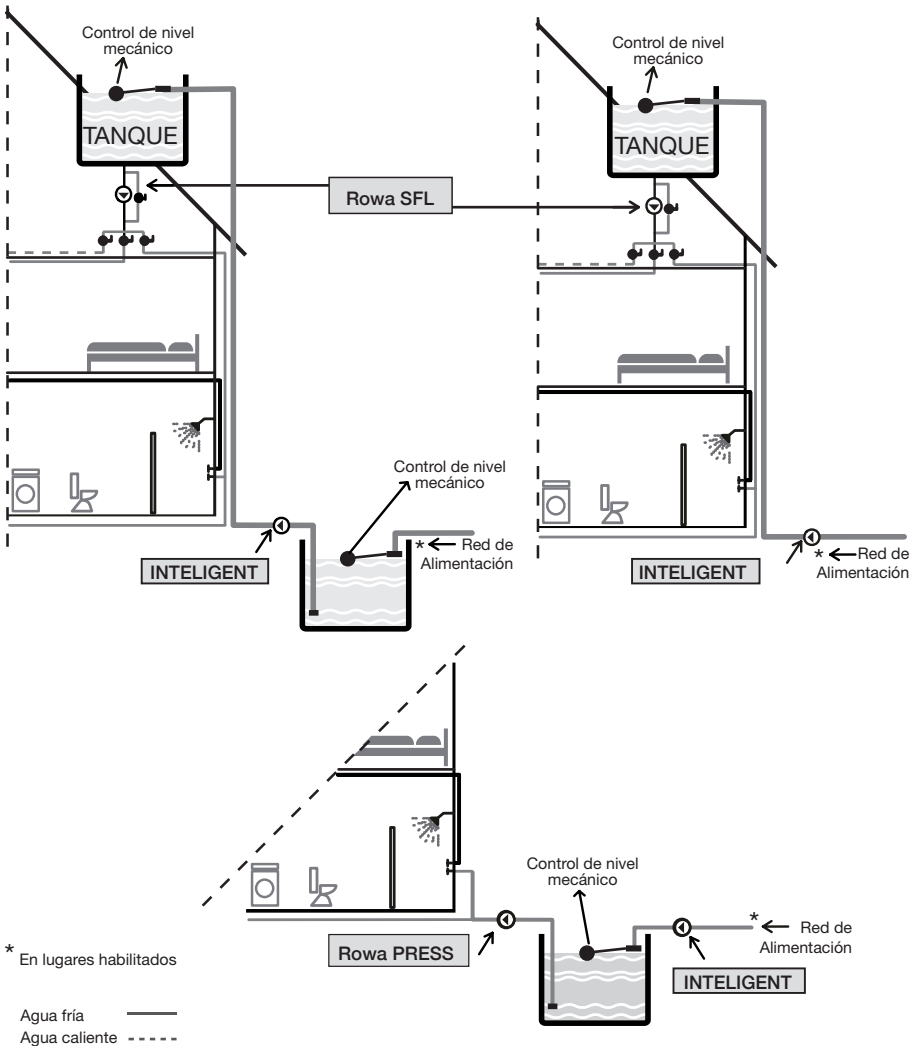 Control de nivel
mecánico
TANQUE
Rowa SFL
Control de nivel
mecánico
TANQUE
Control de nivel
mecánico
* Red de
Alimentación
INTELIGENT
* Red de
Alimentación
INTELIGENT
Control de nivel
mecánico
* Red de
Alimentación
Rowa PRESS
INTELIGENT
* En lugares habilitados
Agua fría
Agua caliente